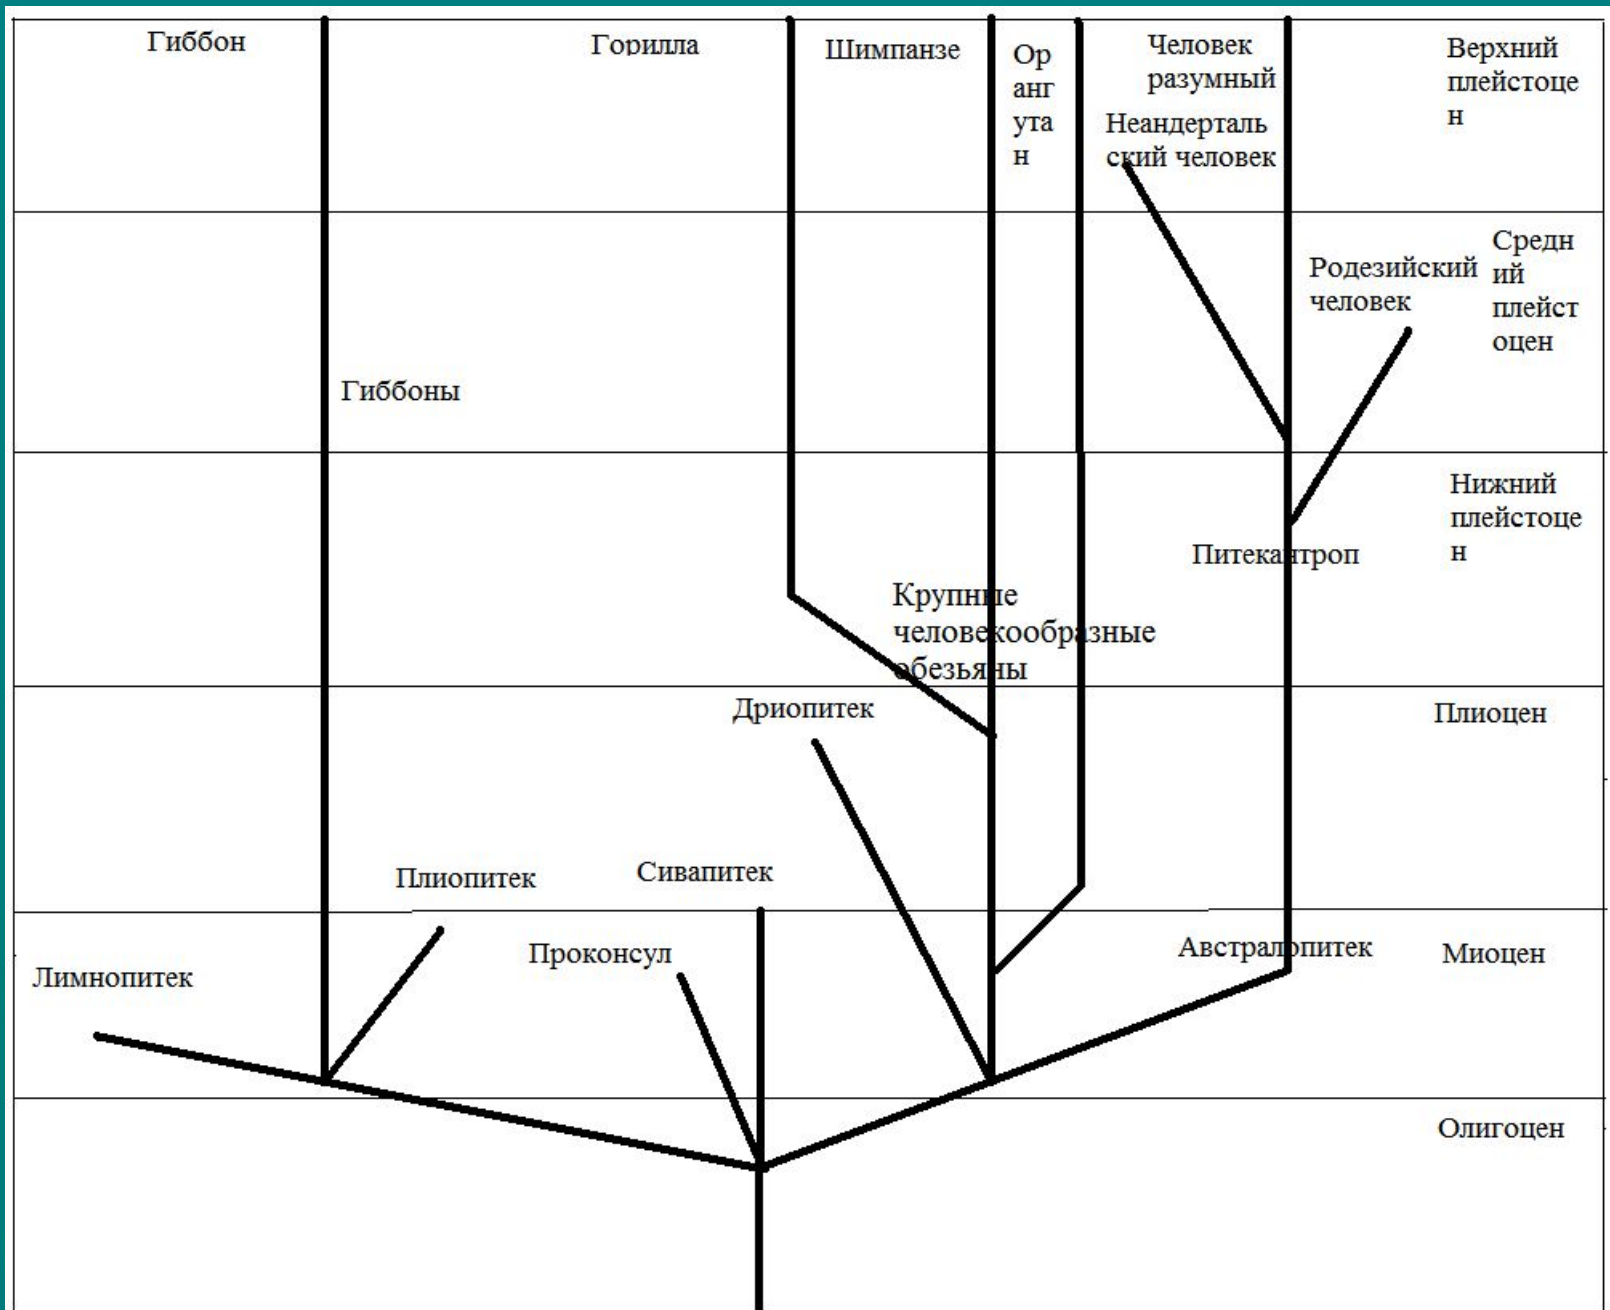 Гиббон
Горилла
Шимпанзе
Ор
анг
ута
н
Человек
разумный
Неандерталь
ский человек
Верхний
плейстоце
н
Родезийский
человек
Средн
ий
плейст
оцен
Гиббоны
Нижний
плейстоце
н
Питекантроп
Крупные
человекообразные
обезьяны
Дриопитек
Плиоцен
Плиопитек
Сивапитек
Проконсул
Австралопитек
Миоцен
Лимнопитек
Олигоцен